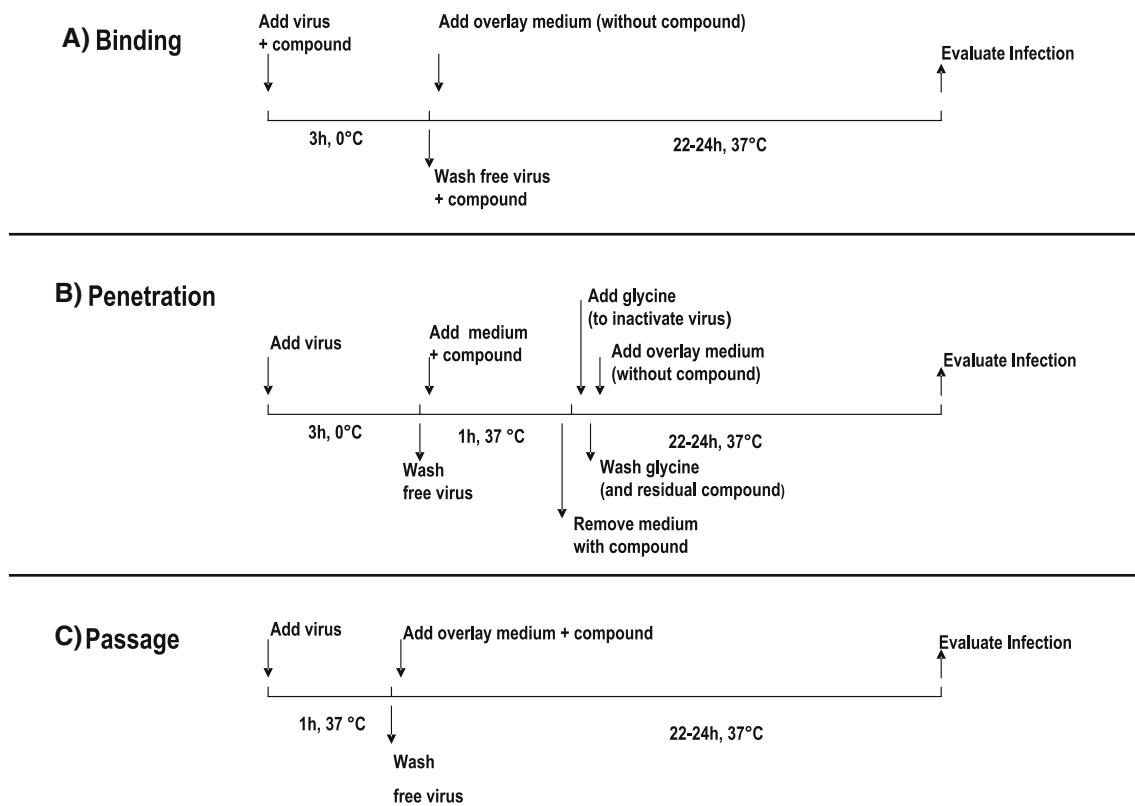 A) Binding
Add virus
+ compound
Add overlay medium (without compound)
Evaluate Infection
3h, 0°C
22-24h, 37°C
Wash free virus
+ compound
B) Penetration
Add virus
Add medium
+ compound
Add glycine
(to inactivate virus)
Add overlay medium
(without compound)
Evaluate Infection
3h, 0°C
1h, 37 °C
22-24h, 37°C
Wash
free virus
Wash glycine
(and residual compound)
Remove medium
with compound
C) Passage
Add virus
Add overlay medium + compound
Evaluate Infection
1h, 37 °C
22-24h, 37°C
Wash
free virus